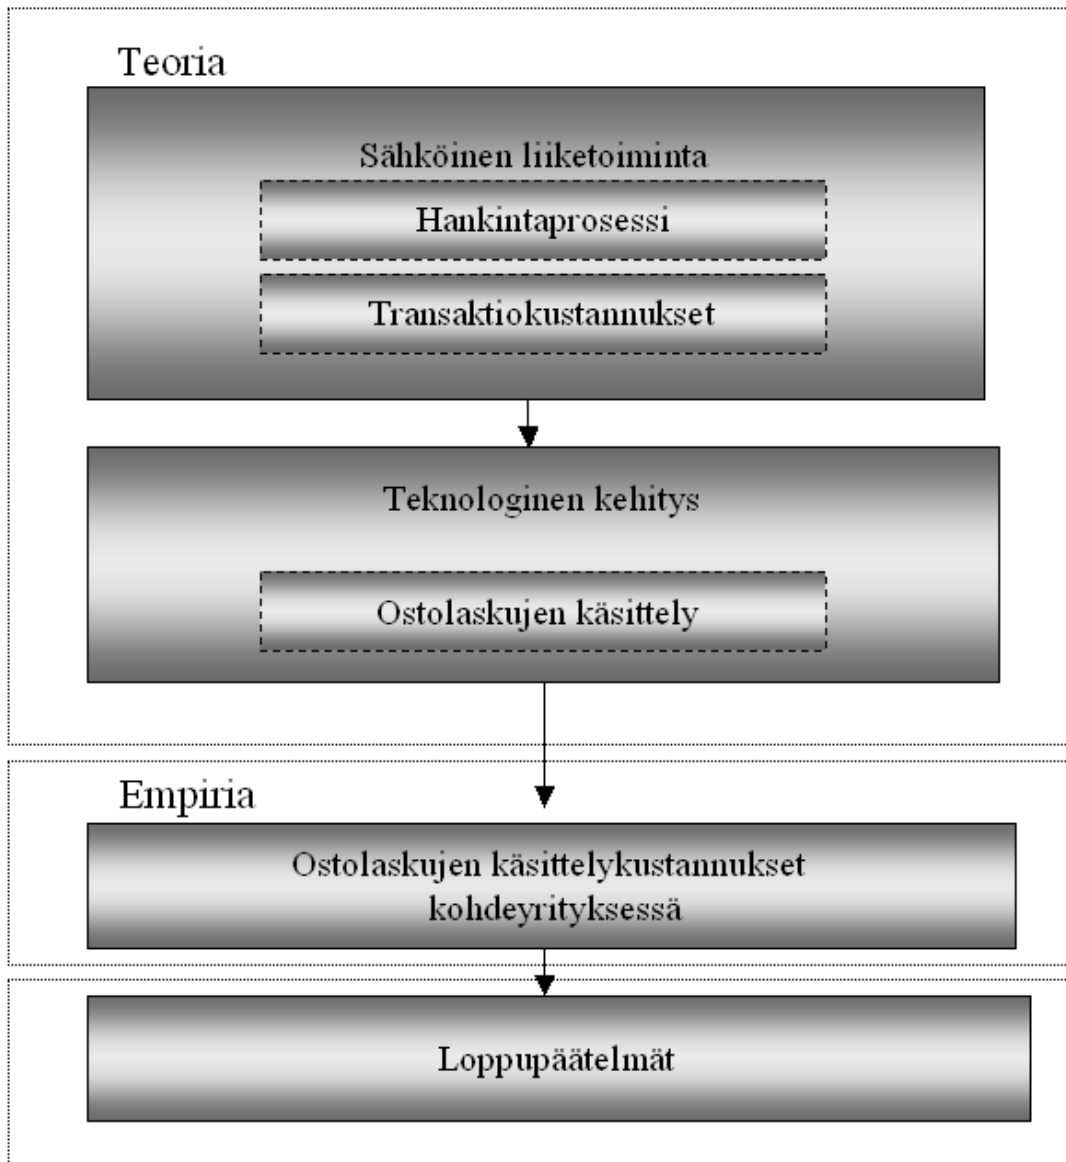 Teoria
Sähköinen liiketoiminta
Hankintaprosessi
Transaktiokustannukset
Teknologinen kehitys
Ostolaskujen käsittely
Empiria
Ostolaskujen käsittelykustannukset
kohdeyrityksessä
Loppupäätelmät